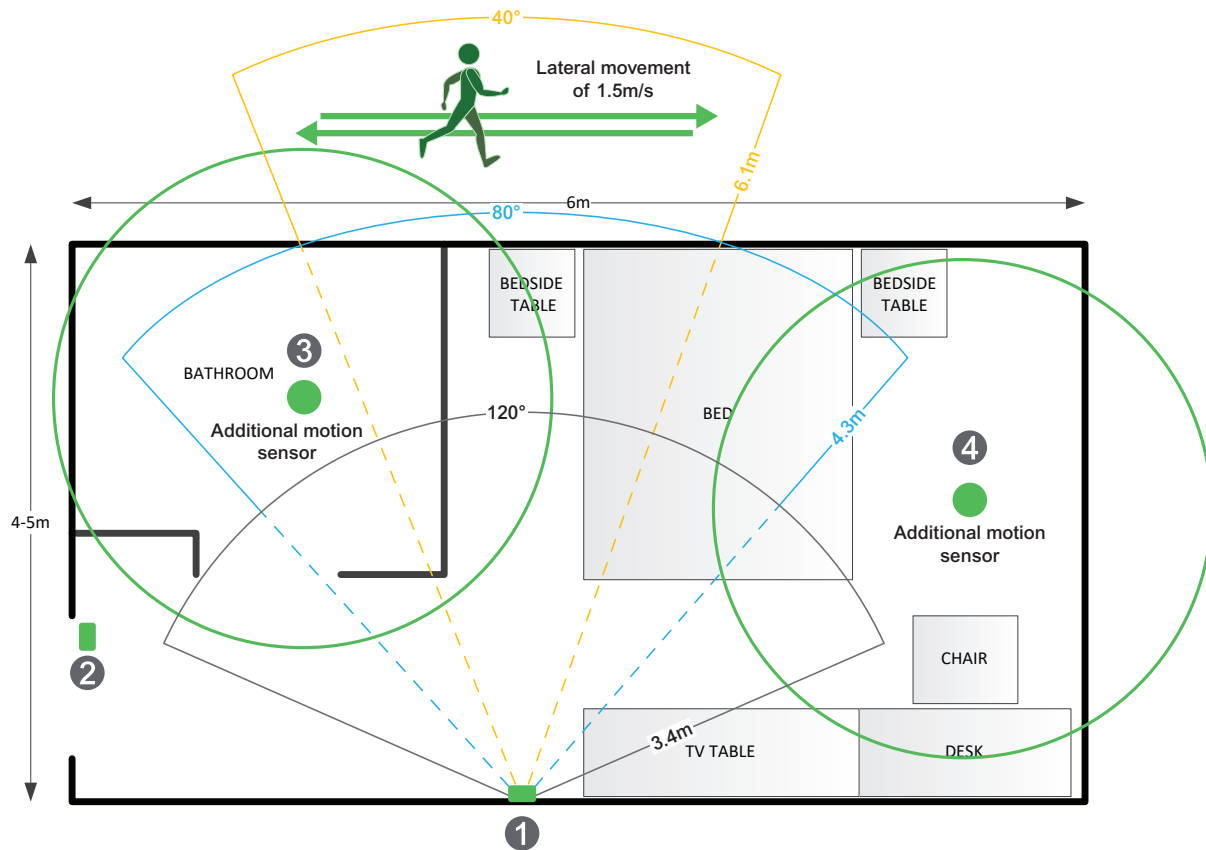 40°
Lateral movement
of 1.5m/s
6.1m
6m
80°
BEDSIDE
TABLE
BEDSIDE
TABLE
3
BATHROOM
Additional motion
sensor
120°
BED
4.3m
4
Additional motion
sensor
4-5m
2
CHAIR
3.4m
TV TABLE
DESK
1